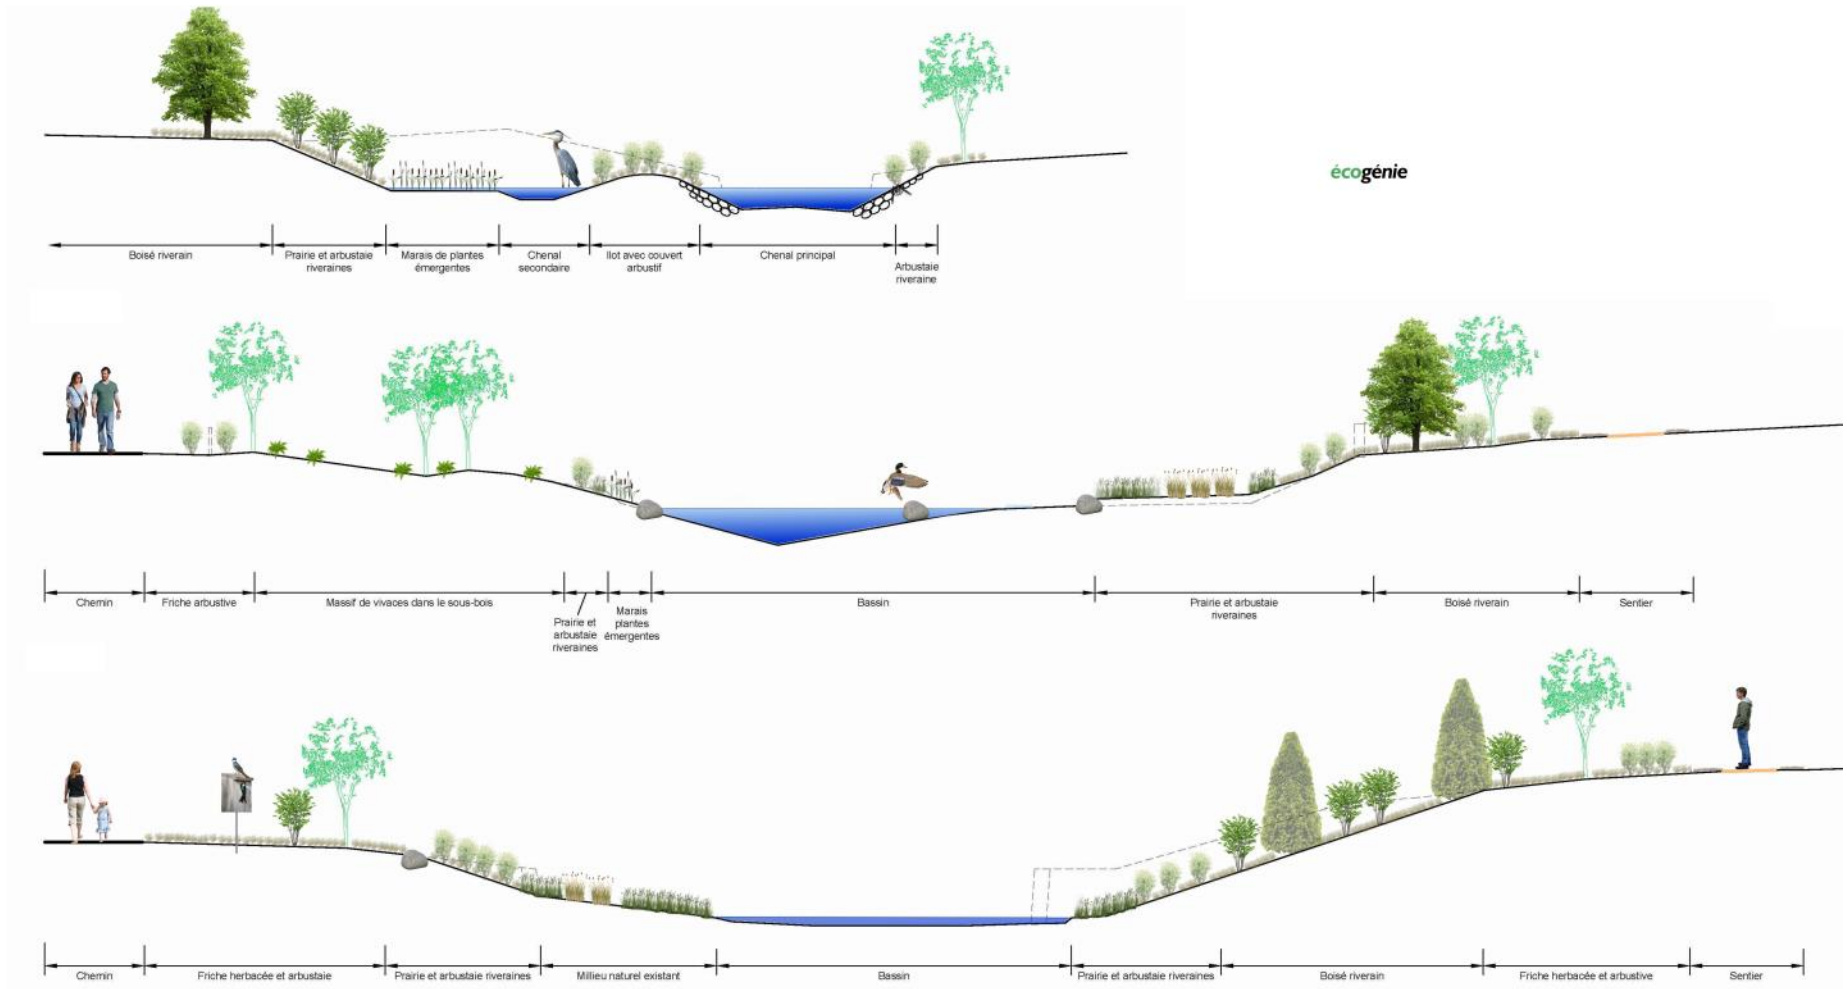 écogénie
Boisé riverain
Prairie et arbustaie
riveraines
Marais de plantes
émergentes
Chenal
secondaire
Ilot avec couvert
arbustif
Chenal principal
Arbustaie
riveraine
Chemin
Friche arbustive
Massif de vivaces dans le sous-bois
Prairie et
arbustaie
riveraines
Marais
plantes
émergentes
Bassin
Prairie et arbustaie
riveraines
Boisé riverain
Sentier
Chemin
Friche herbacée et arbustaie
Prairie et arbustaie riveraines
Millieu naturel existant
Bassin
Prairie et arbustaie riveraines
Boisé riverain
Friche herbacée et arbustive
Sentier